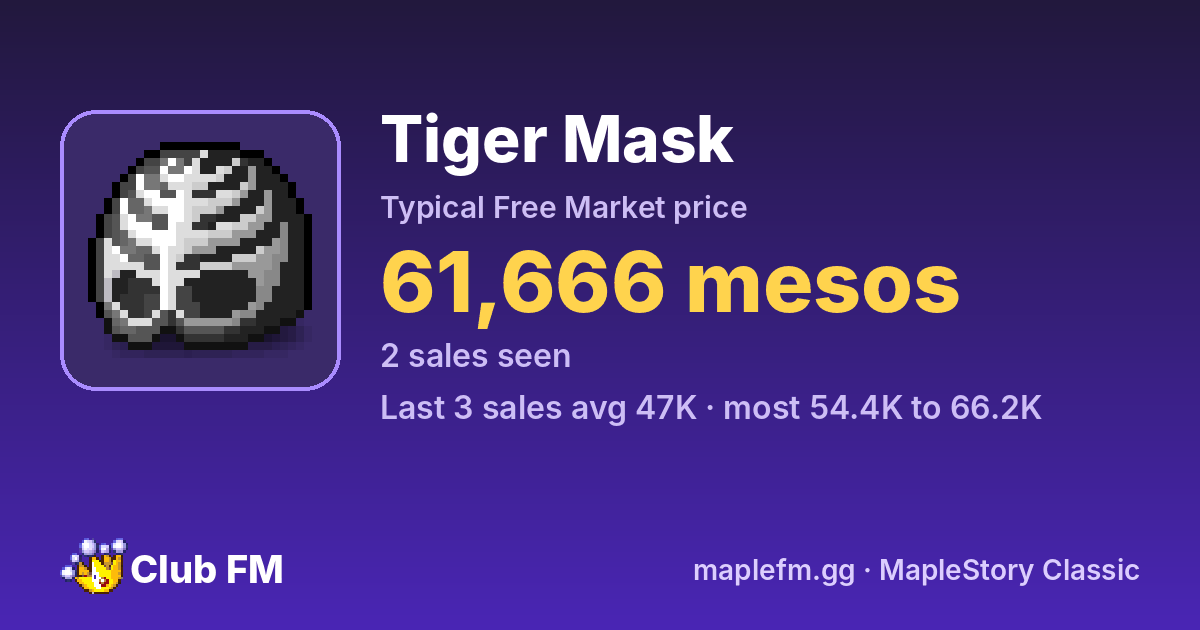 Tiger Mask
Typical Free Market price
61,666 mesos
2 sales seen
Last 3 sales avg 47K · most 54.4K to 66.2K
Club FM
maplefm.gg · MapleStory Classic